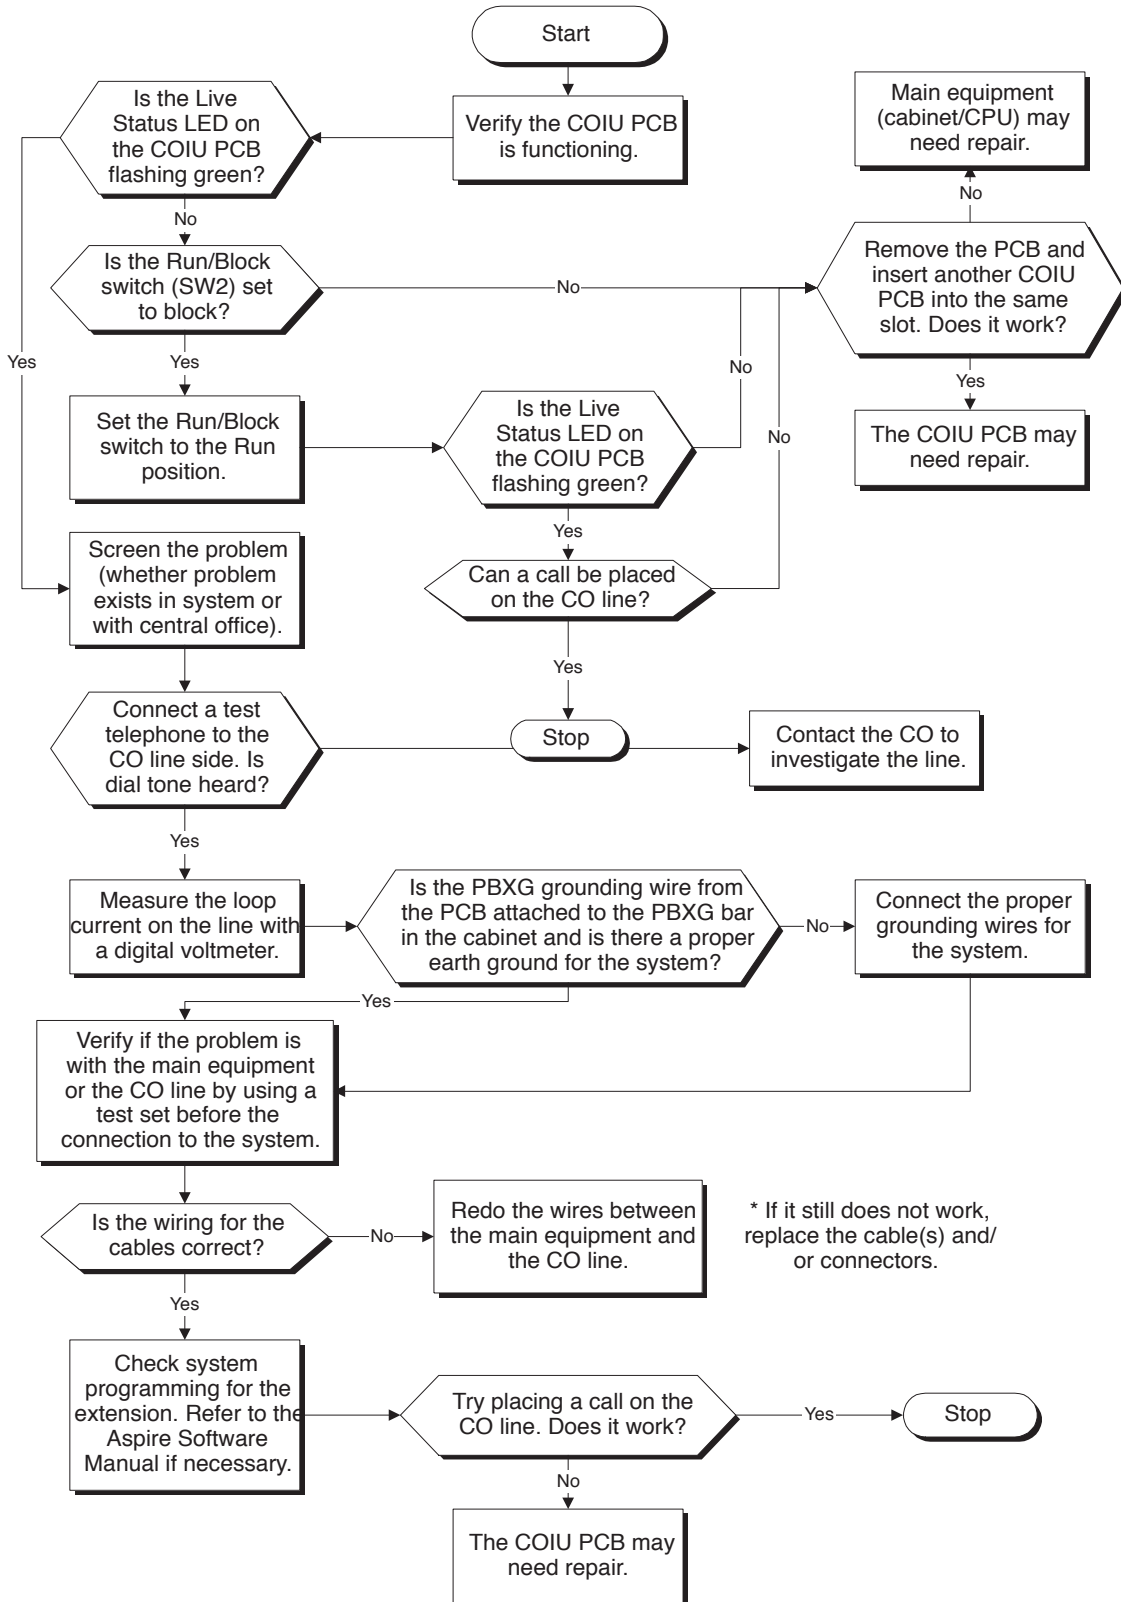 Start
Is the Live
Status LED on
the COIU PCB
flashing green?
Verify the COIU PCB
is functioning.
Main equipment
(cabinet/CPU) may
need repair.
No
No
Is the Run/Block
switch (SW2) set
to block?
No
Remove the PCB and
insert another COIU
PCB into the same
slot. Does it work?
Yes
Yes
No
Yes
Set the Run/Block
switch to the Run
position.
Is the Live
Status LED on
the COIU PCB
flashing green?
No
The COIU PCB may
need repair.
Yes
Screen the problem
(whether problem
exists in system or
with central office).
Can a call be placed
on the CO line?
Yes
Connect a test
telephone to the
CO line side. Is
dial tone heard?
Stop
Contact the CO to
investigate the line.
Yes
Measure the loop
current on the line with
a digital voltmeter.
Is the PBXG grounding wire from
the PCB attached to the PBXG bar
in the cabinet and is there a proper
earth ground for the system?
No
Connect the proper
grounding wires for
the system.
Yes
Verify if the problem is
with the main equipment
or the CO line by using a
test set before the
connection to the system.
Is the wiring for the
cables correct?
No
Redo the wires between
the main equipment and
the CO line.
* If it still does not work,
replace the cable(s) and/
or connectors.
Yes
Check system
programming for the
extension. Refer to the
Aspire Software
Manual if necessary.
Try placing a call on the
CO line. Does it work?
Yes
Stop
No
The COIU PCB may
need repair.